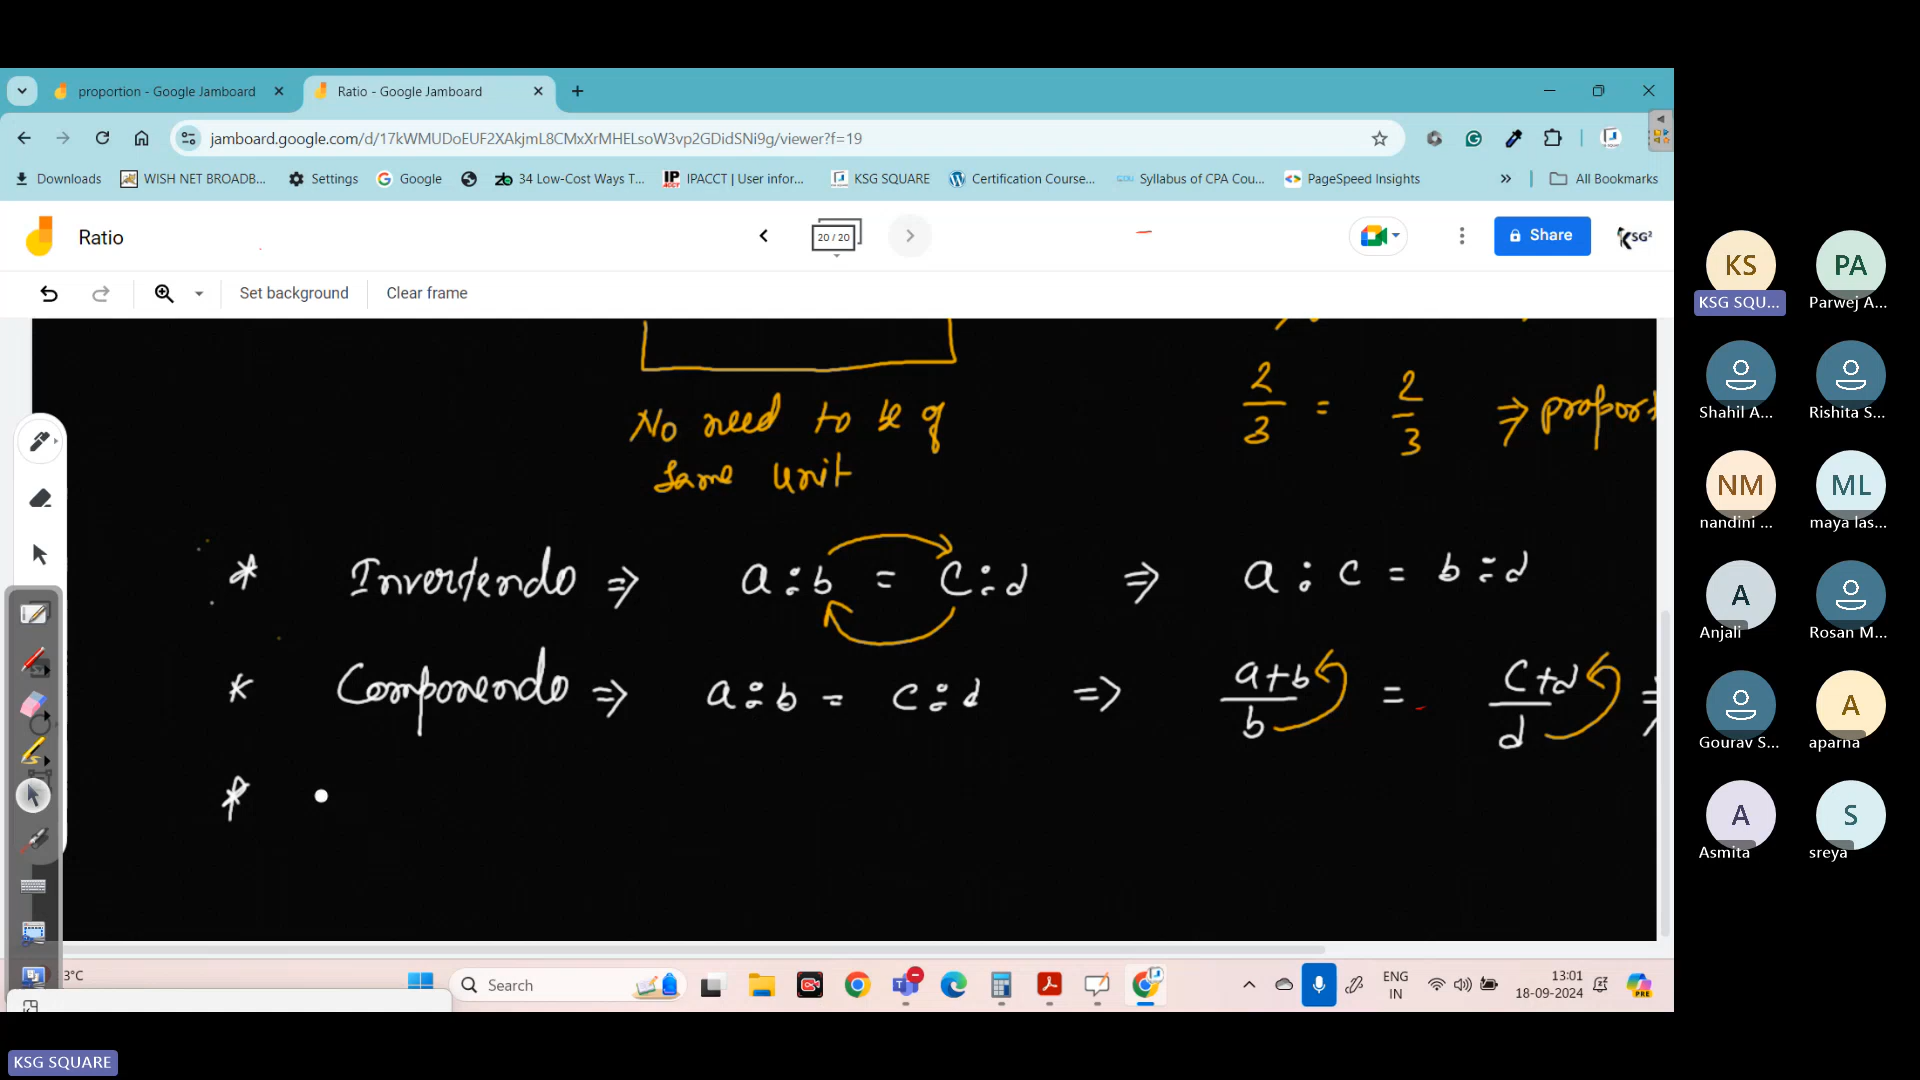 proportion - Google Jamboard
Ratio - Google Jamboard
jamboard.google.com/d/17kWMUDoEUF2XAkjmL8CMxXrMHELsoW3vp2GDidSNi9g/viewer?f=19
Downloads
WISH NET BROADB...
Settings
Google
34 Low-Cost Ways T...
IPACCT | User infor...
KSG SQUARE
Certification Course...
Syllabus of CPA Cou...
PageSpeed Insights
All Bookmarks
Ratio
20 / 20
Share
KSG²
Set background
Clear frame
2/3 = 2/3 ⇒ propor
No need to be of
same unit
* Invertendo ⇒ a:b = c:d ⇒ a:c = b:d
* Componendo ⇒ a:b = c:d ⇒ (a+b)/b = (c+d)/d ⇒
*
3°C
Search
ENG
IN
13:01
18-09-2024
PRE
KS
KSG SQU...
PA
Parwej A...
Shahil A...
Rishita S...
NM
nandini ...
ML
maya las...
A
Anjali
Rosan M...
Gourav S...
A
aparna
A
Asmita
S
sreya
KSG SQUARE